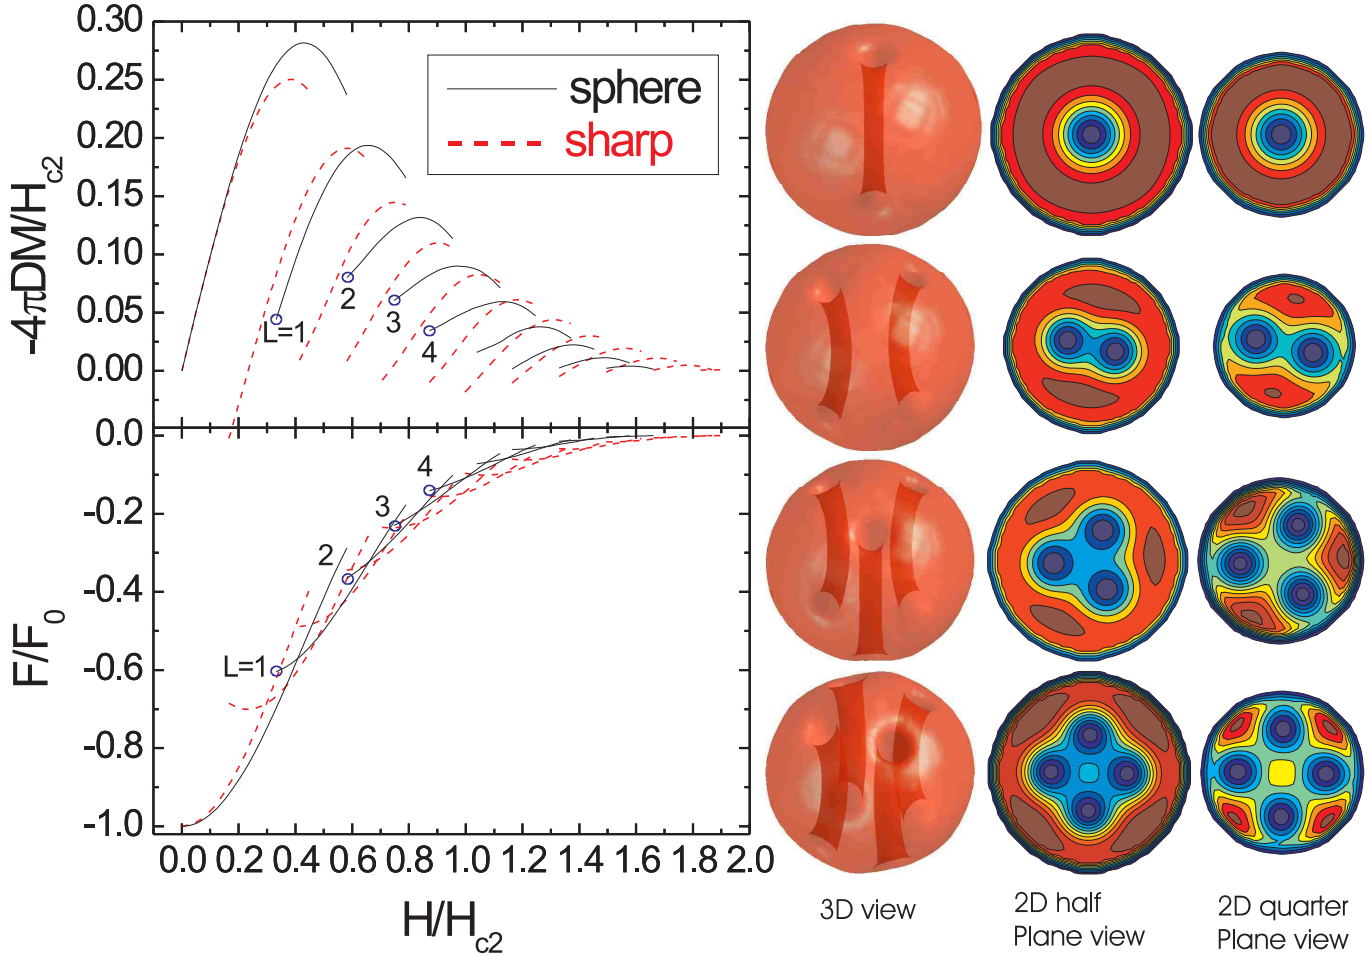 0.30
0.25
0.20
0.15
0.10
0.05
0.00
-4πDM/H_c2
sphere
sharp
L=1
2
3
4
0.0
-0.2
-0.4
-0.6
-0.8
-1.0
F/F_0
4
3
2
L=1
0.0 0.2 0.4 0.6 0.8 1.0 1.2 1.4 1.6 1.8 2.0
H/H_c2
3D view
2D half
Plane view
2D quarter
Plane view